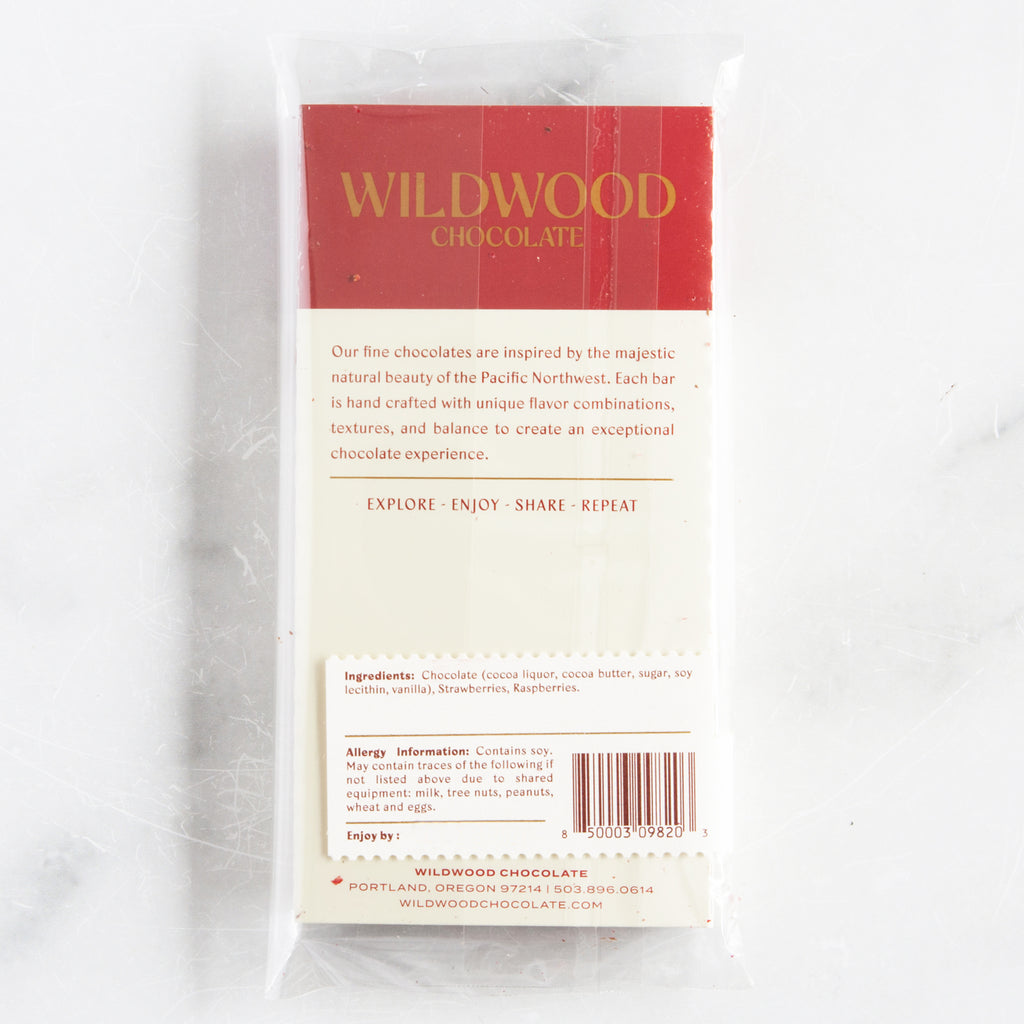 WILDWOOD
CHOCOLATE
Our fine chocolates are inspired by the majestic
natural beauty of the Pacific Northwest. Each bar
is hand crafted with unique flavor combinations,
textures, and balance to create an exceptional
chocolate experience.
EXPLORE - ENJOY - SHARE - REPEAT
Ingredients: Chocolate (cocoa liquor, cocoa butter, sugar, soy
lecithin, vanilla), Strawberries, Raspberries.
Allergy Information: Contains soy.
May contain traces of the following if
not listed above due to shared
equipment: milk, tree nuts, peanuts,
wheat and eggs.
Enjoy by :
8 50003 09820 3
WILDWOOD CHOCOLATE
PORTLAND, OREGON 97214 | 503.896.0614
WILDWOODCHOCOLATE.COM